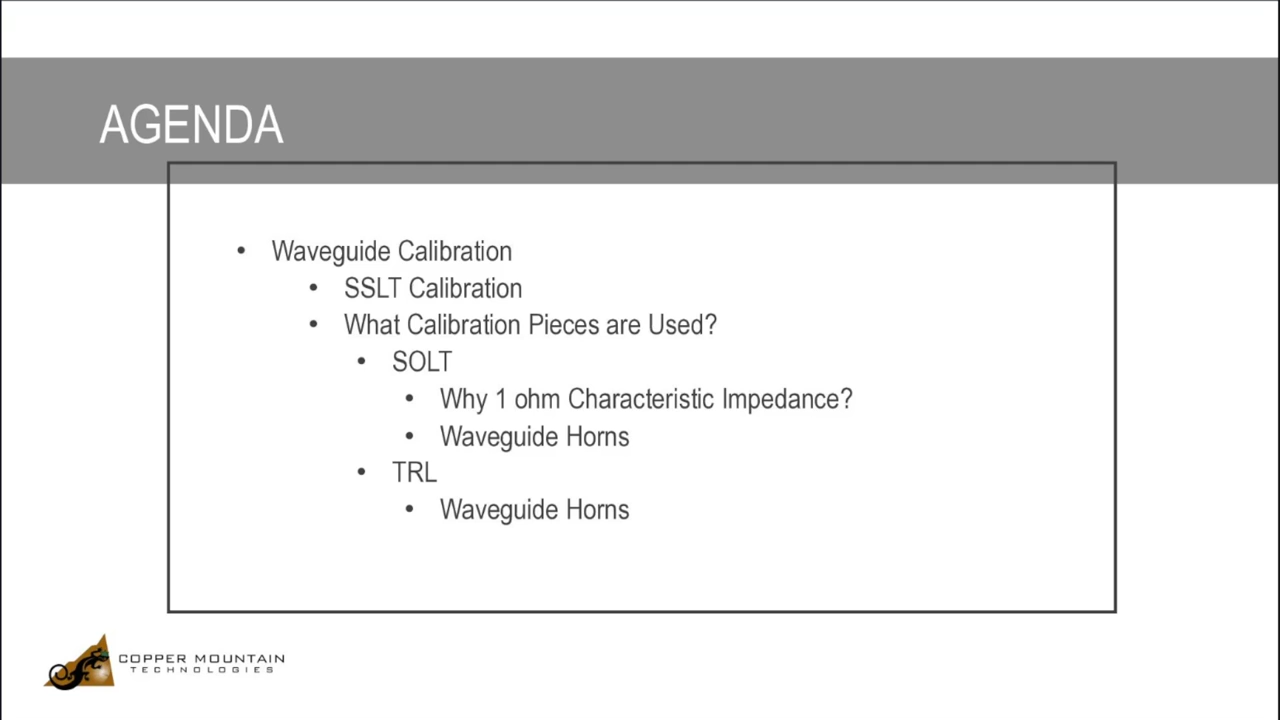 AGENDA
• Waveguide Calibration
• SSLT Calibration
• What Calibration Pieces are Used?
• SOLT
• Why 1 ohm Characteristic Impedance?
• Waveguide Horns
• TRL
• Waveguide Horns
COPPER MOUNTAIN
TECHNOLOGIES